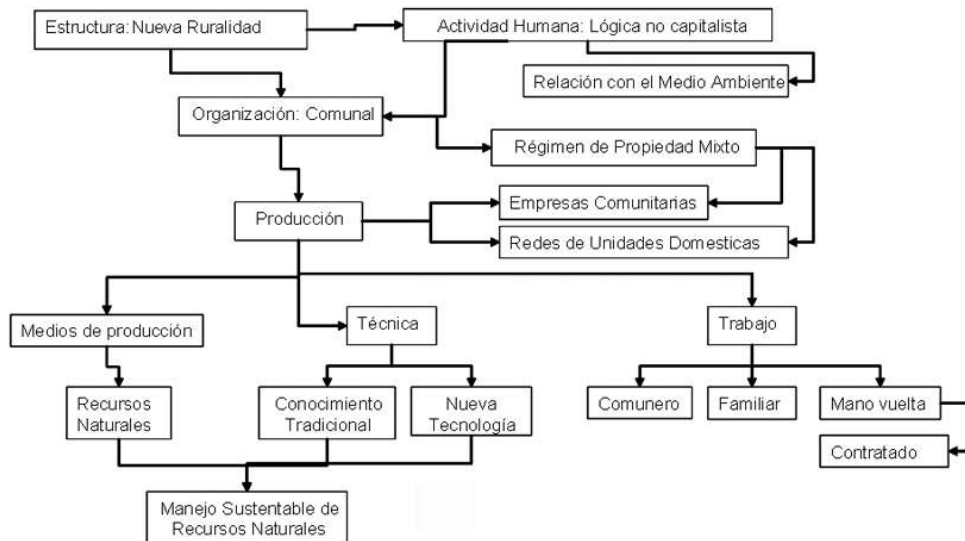 Estructura: Nueva Ruralidad
Actividad Humana: Lógica no capitalista
Relación con el Medio Ambiente
Organización: Comunal
Régimen de Propiedad Mixto
Empresas Comunitarias
Producción
Redes de Unidades Domesticas
Medios de producción
Técnica
Trabajo
Recursos
Naturales
Conocimiento
Tradicional
Nueva
Tecnología
Comunero
Familiar
Mano vuelta
Contratado
Manejo Sustentable de
Recursos Naturales